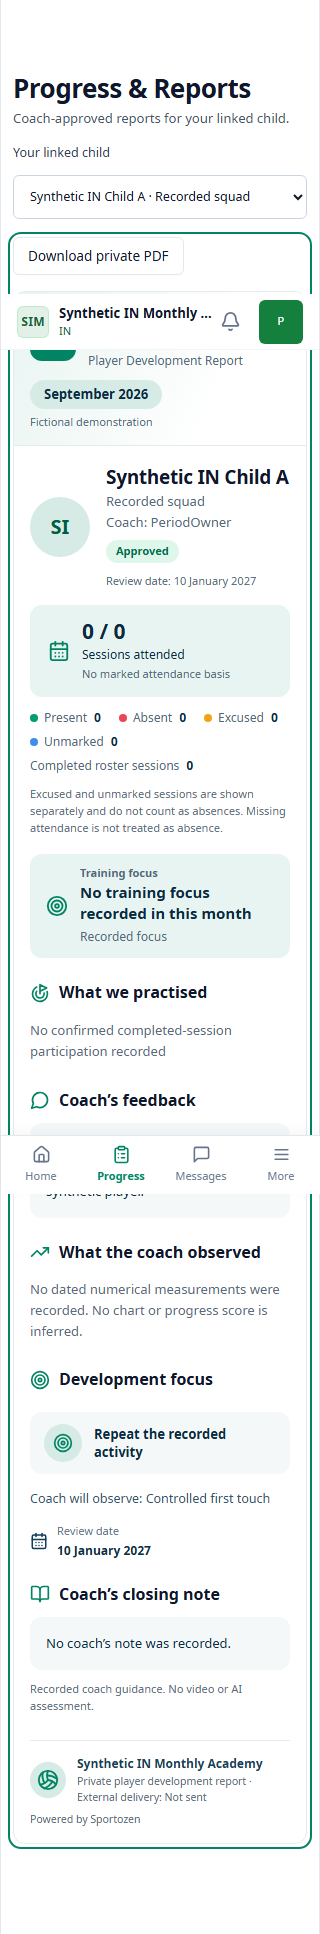 Progress & Reports
Coach-approved reports for your linked child.
Your linked child
Synthetic IN Child A · Recorded squad
Download private PDF
SIM
Synthetic IN Monthly ...
IN
P
Player Development Report
September 2026
Fictional demonstration
SI
Synthetic IN Child A
Recorded squad
Coach: PeriodOwner
Approved
Review date: 10 January 2027
0 / 0
Sessions attended
No marked attendance basis
Present 0 Absent 0 Excused 0
Unmarked 0
Completed roster sessions 0
Excused and unmarked sessions are shown
separately and do not count as absences. Missing
attendance is not treated as absence.
Training focus
No training focus
recorded in this month
Recorded focus
What we practised
No confirmed completed-session
participation recorded
Coach’s feedback
Home
Progress
Messages
More
What the coach observed
No dated numerical measurements were
recorded. No chart or progress score is
inferred.
Development focus
Repeat the recorded
activity
Coach will observe: Controlled first touch
Review date
10 January 2027
Coach’s closing note
No coach’s note was recorded.
Recorded coach guidance. No video or AI
assessment.
Synthetic IN Monthly Academy
Private player development report ·
External delivery: Not sent
Powered by Sportozen